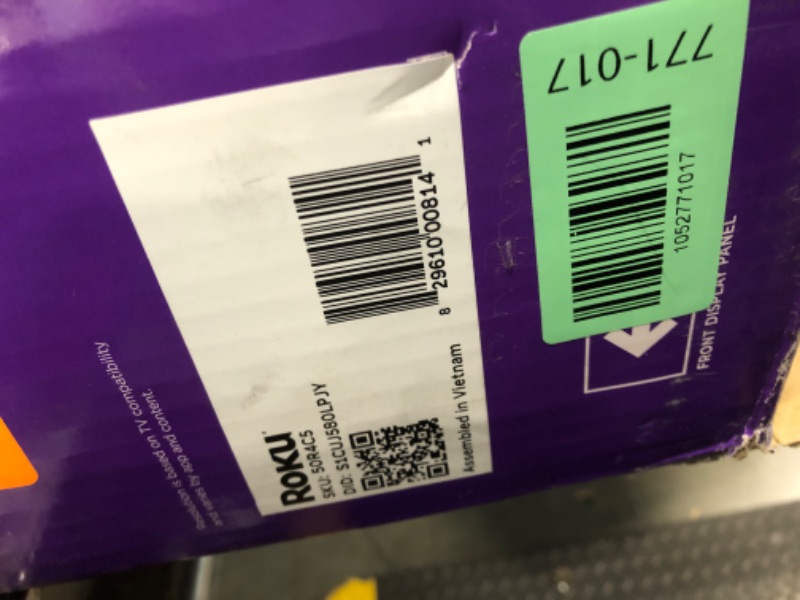 ROKU
SKU: 50R4C5
DID: S1CUJ580LPJY
Assembled in Vietnam
8 29610 00814 1
771-017
1052771017
FRONT DISPLAY PANEL
Resolution is based on TV compatibility
and varies by app and content.